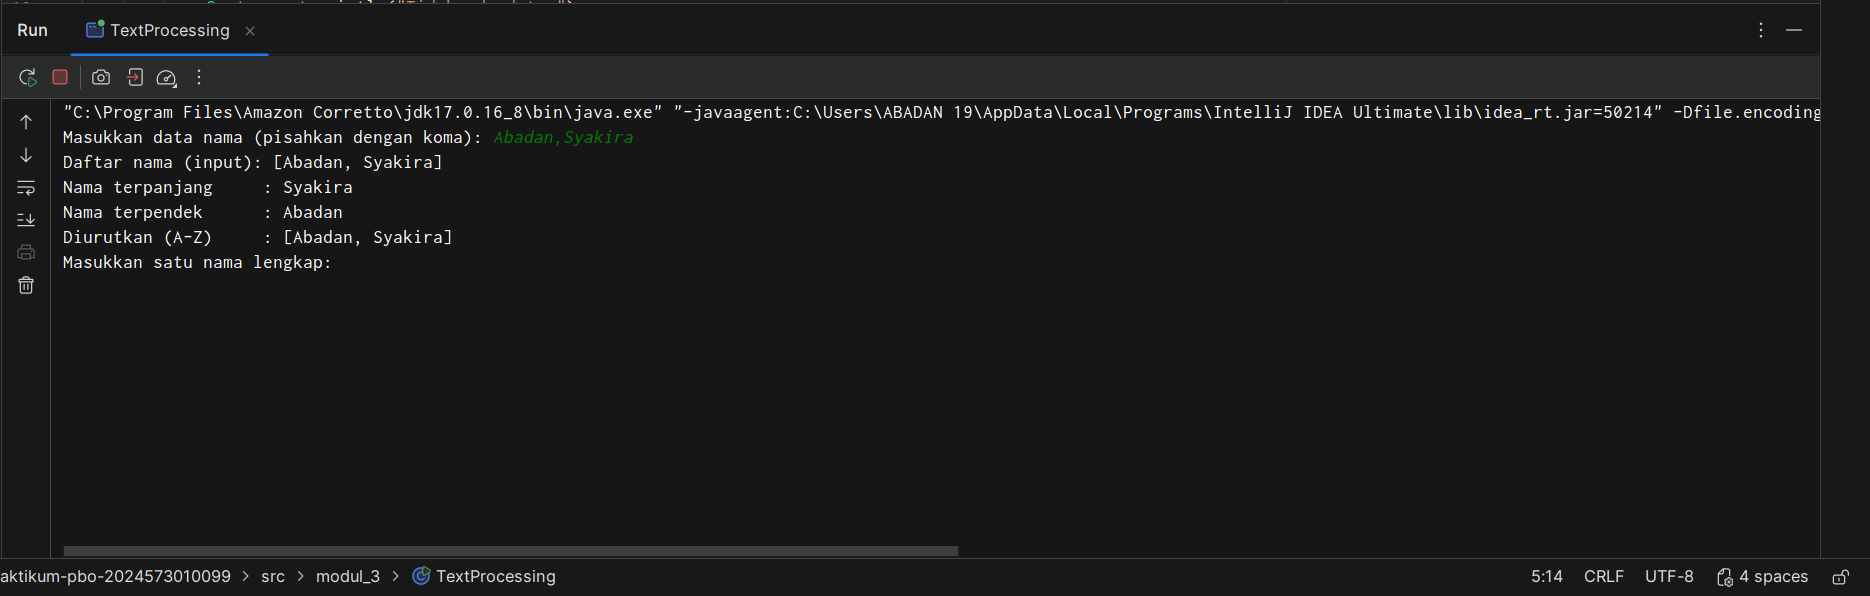 Run TextProcessing
"C:\Program Files\Amazon Corretto\jdk17.0.16_8\bin\java.exe" "-javaagent:C:\Users\ABADAN 19\AppData\Local\Programs\IntelliJ IDEA Ultimate\lib\idea_rt.jar=50214" -Dfile.encoding
Masukkan data nama (pisahkan dengan koma): Abadan,Syakira
Daftar nama (input): [Abadan, Syakira]
Nama terpanjang     : Syakira
Nama terpendek      : Abadan
Diurutkan (A-Z)     : [Abadan, Syakira]
Masukkan satu nama lengkap:
aktikum-pbo-2024573010099 > src > modul_3 > TextProcessing 5:14 CRLF UTF-8 4 spaces